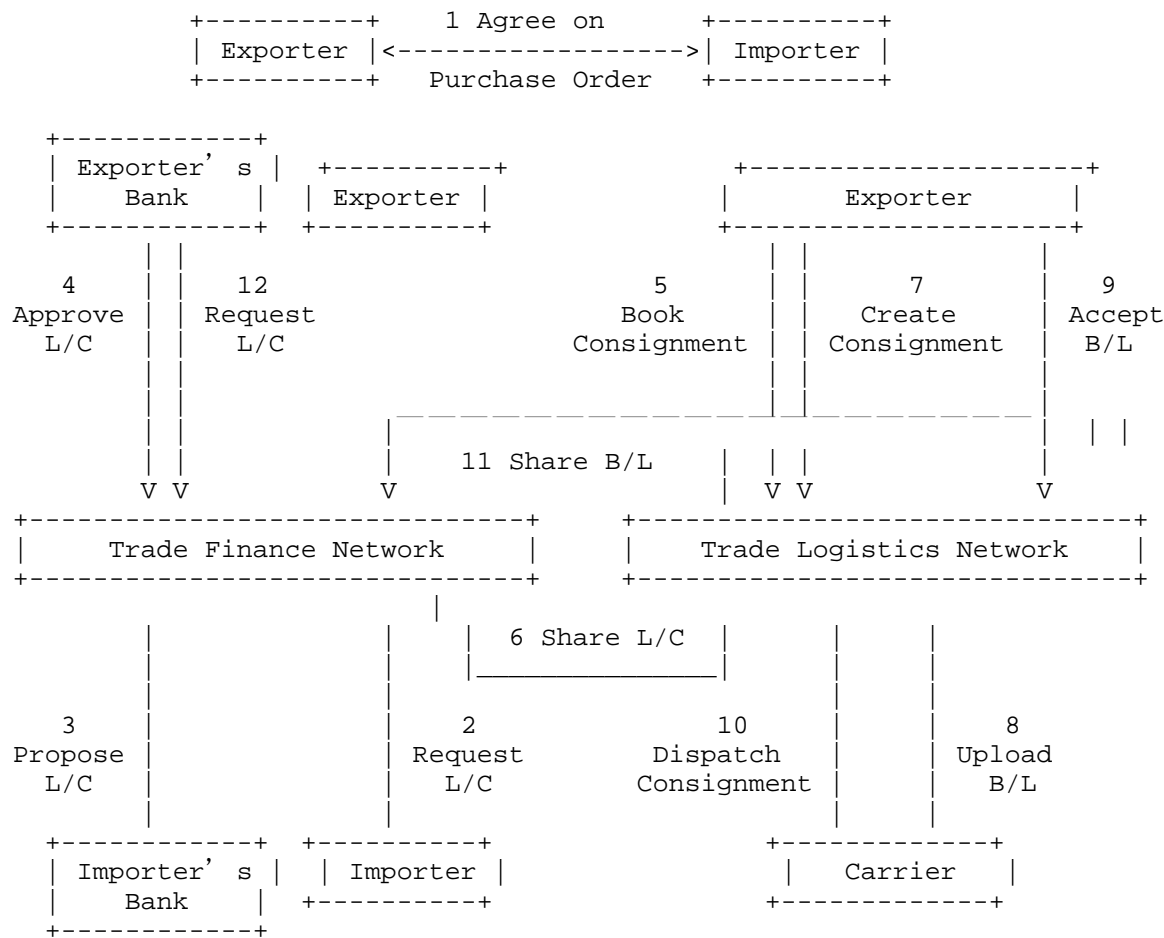 1 Agree on
Exporter Importer
Purchase Order
Exporter's
Bank Exporter Exporter
4 12 5 7 9
Approve Request Book Create Accept
L/C L/C Consignment Consignment B/L
11 Share B/L
Trade Finance Network Trade Logistics Network
6 Share L/C
3 2 10 8
Propose Request Dispatch Upload
L/C L/C Consignment B/L
Importer's Importer Carrier
Bank